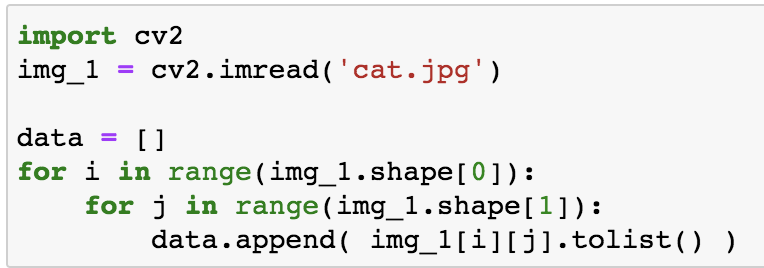 import cv2
img_1 = cv2.imread('cat.jpg')
data = []
for i in range(img_1.shape[0]):
    for j in range(img_1.shape[1]):
        data.append( img_1[i][j].tolist() )